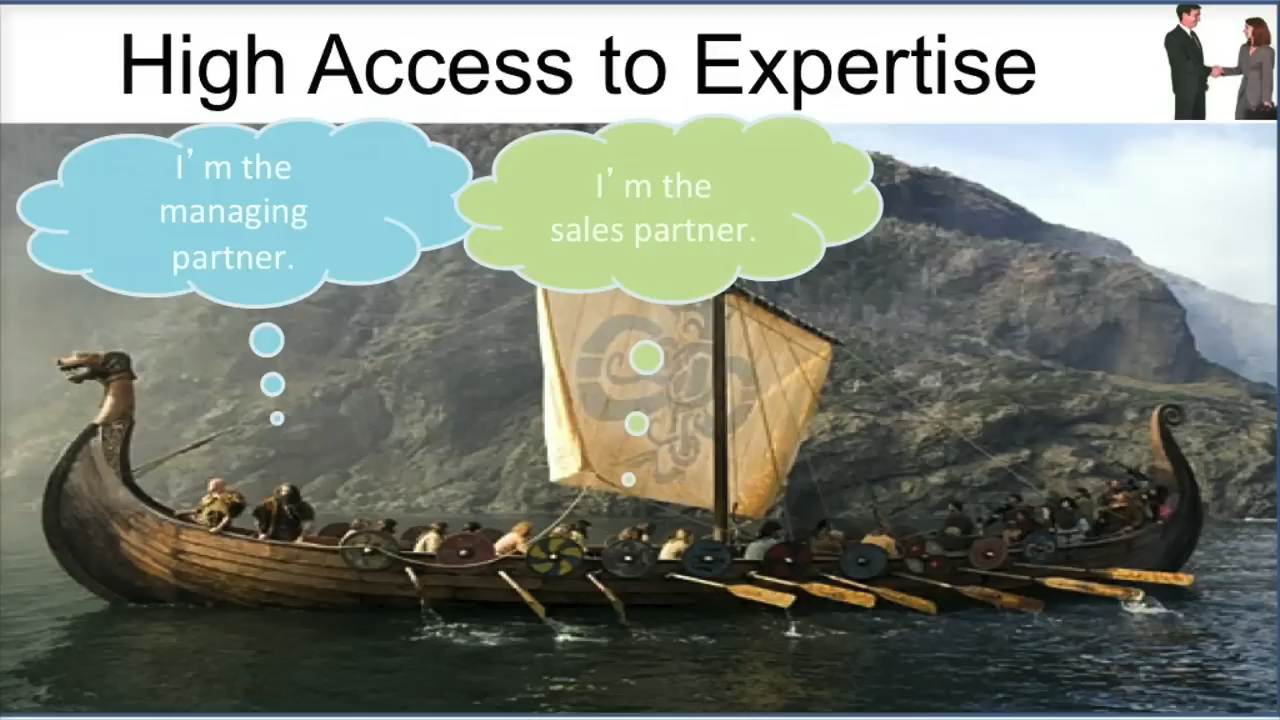 High Access to Expertise
I’m the
managing
partner.
I’m the
sales partner.